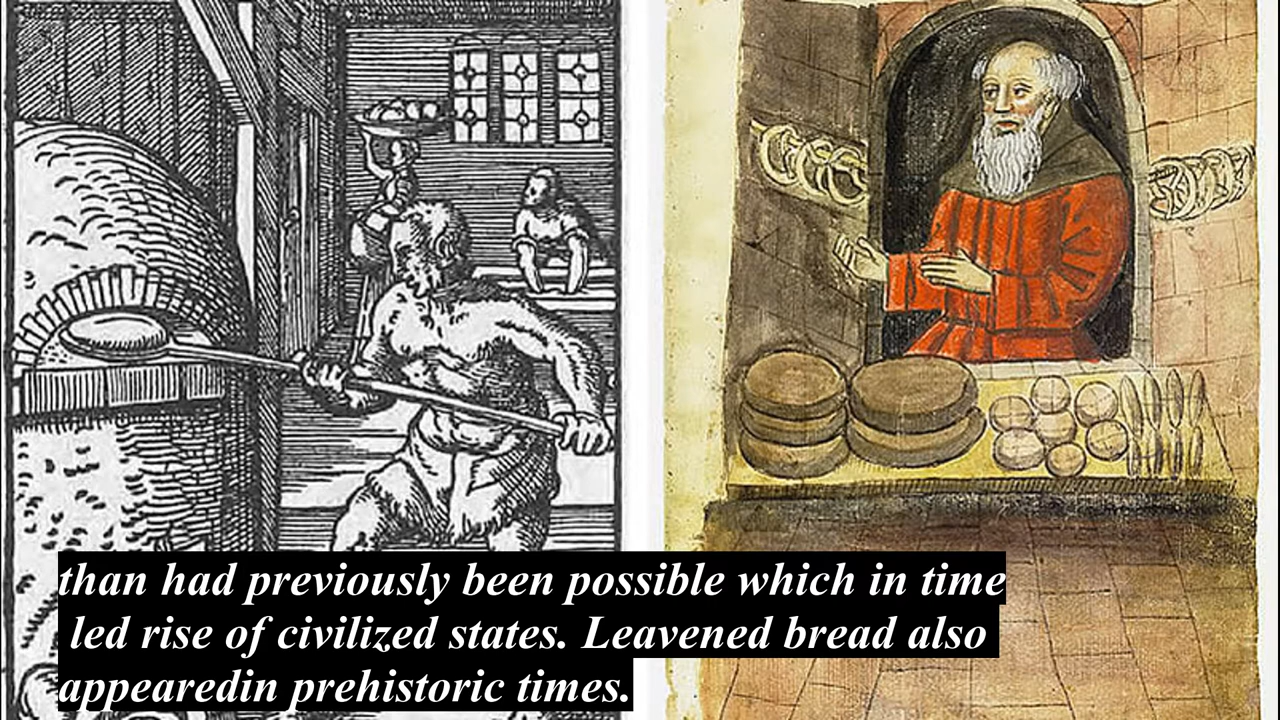 than had previously been possible which in time
led rise of civilized states. Leavened bread also
appearedin prehistoric times.